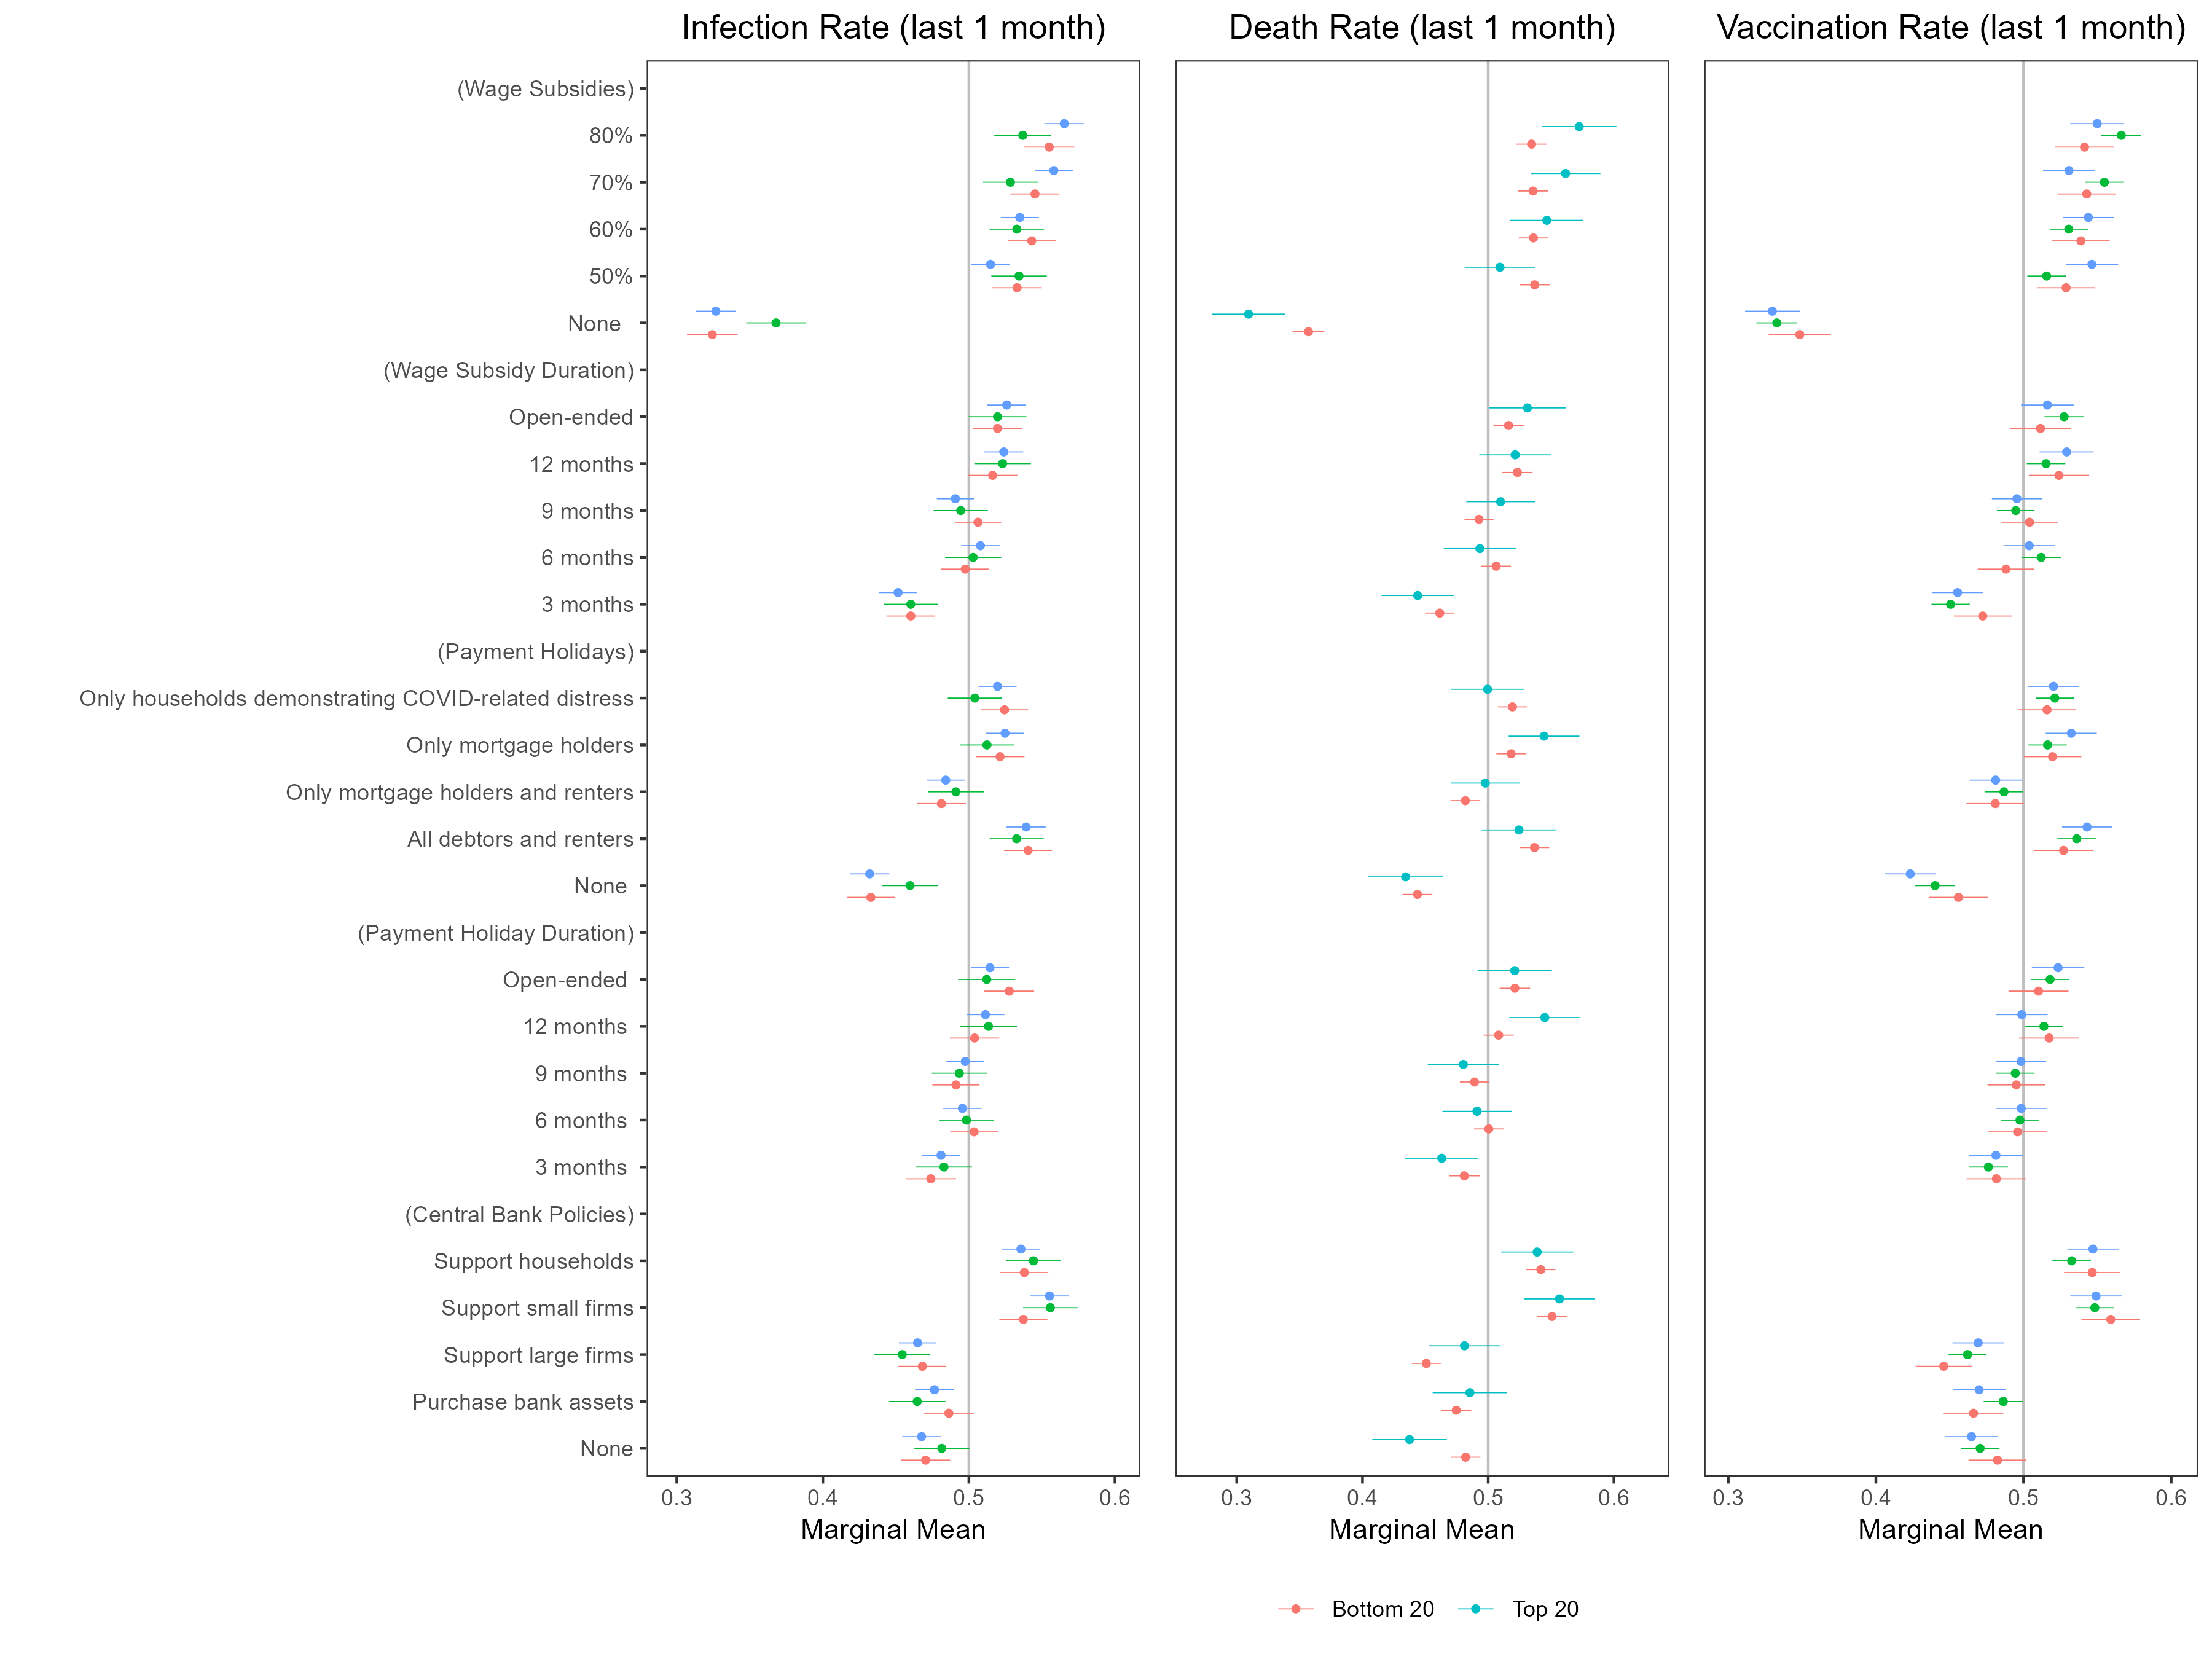 Infection Rate (last 1 month)
Death Rate (last 1 month)
Vaccination Rate (last 1 month)
(Wage Subsidies)
80%
70%
60%
50%
None
(Wage Subsidy Duration)
Open-ended
12 months
9 months
6 months
3 months
(Payment Holidays)
Only households demonstrating COVID-related distress
Only mortgage holders
Only mortgage holders and renters
All debtors and renters
None
(Payment Holiday Duration)
Open-ended
12 months
9 months
6 months
3 months
(Central Bank Policies)
Support households
Support small firms
Support large firms
Purchase bank assets
None
0.3 0.4 0.5 0.6
0.3 0.4 0.5 0.6
0.3 0.4 0.5 0.6
Marginal Mean
Marginal Mean
Marginal Mean
Bottom 20 Top 20